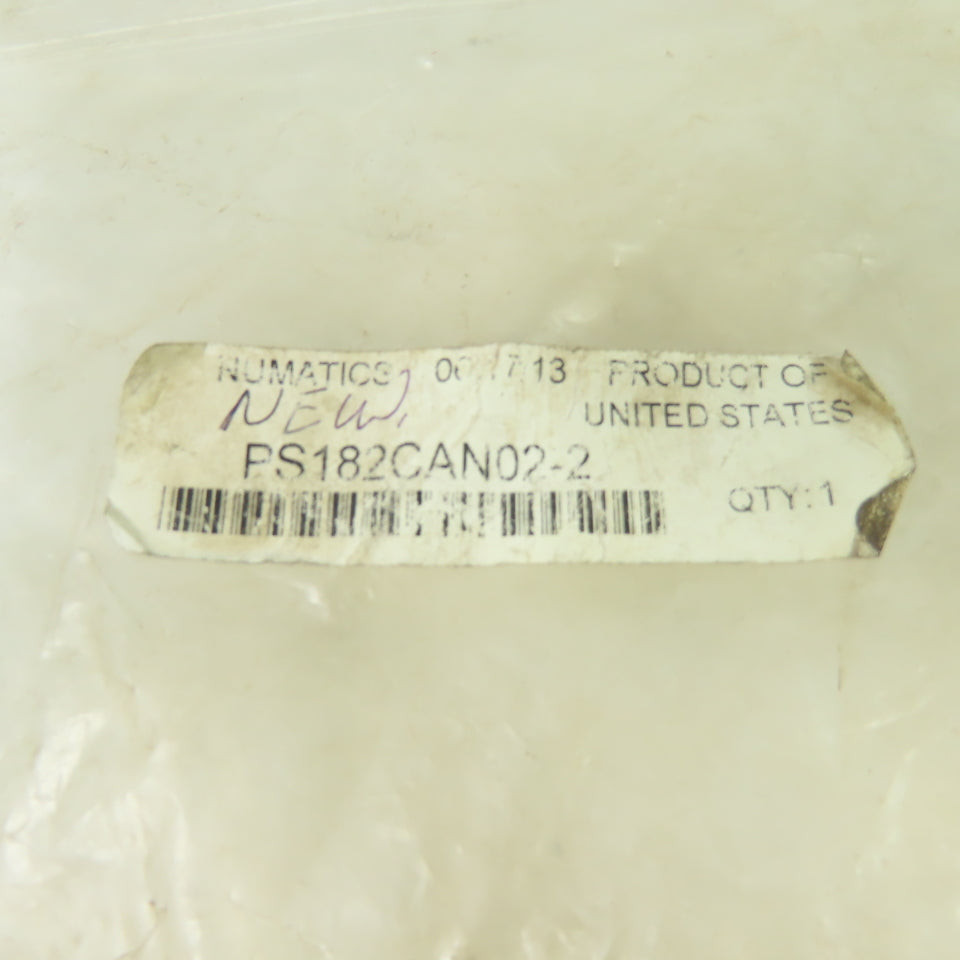 NUMATICS 13 PRODUCT OF
NEW! UNITED STATES
PS182CAN02-2
QTY: 1